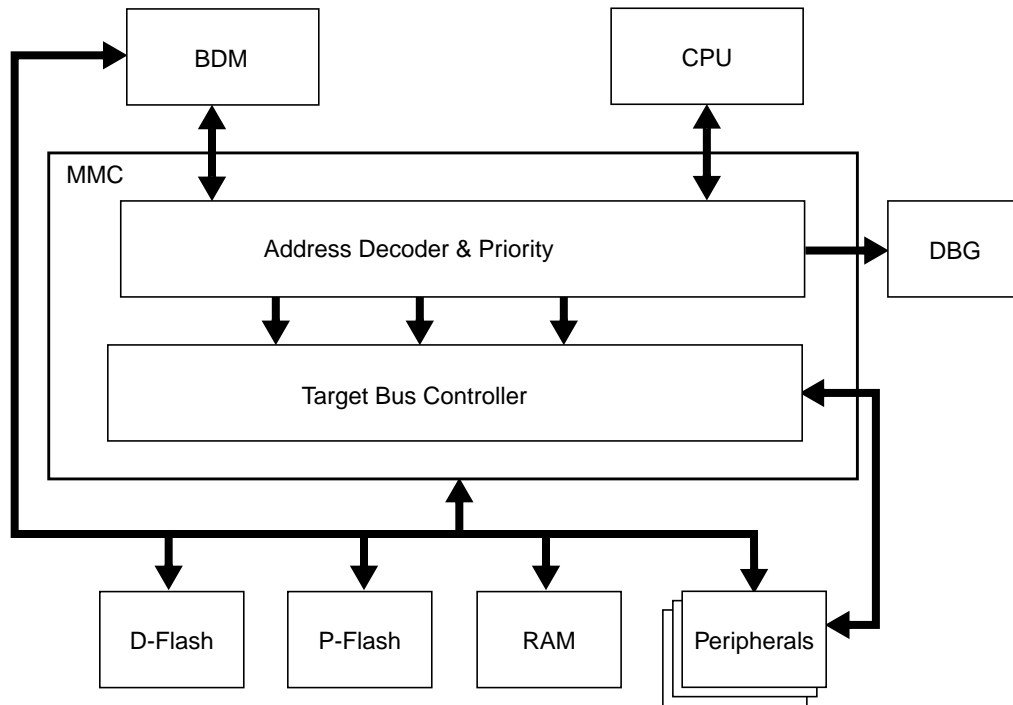 BDM
CPU
MMC
Address Decoder & Priority
DBG
Target Bus Controller
D-Flash
P-Flash
RAM
Peripherals